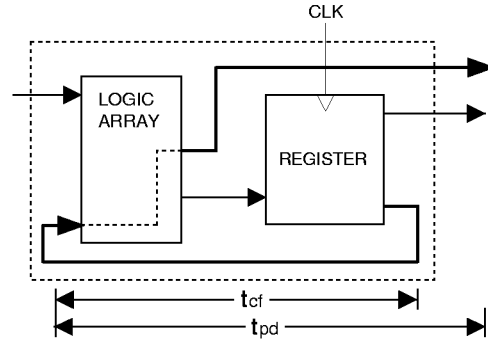 CLK
LOGIC
ARRAY
REGISTER
tcf
tpd